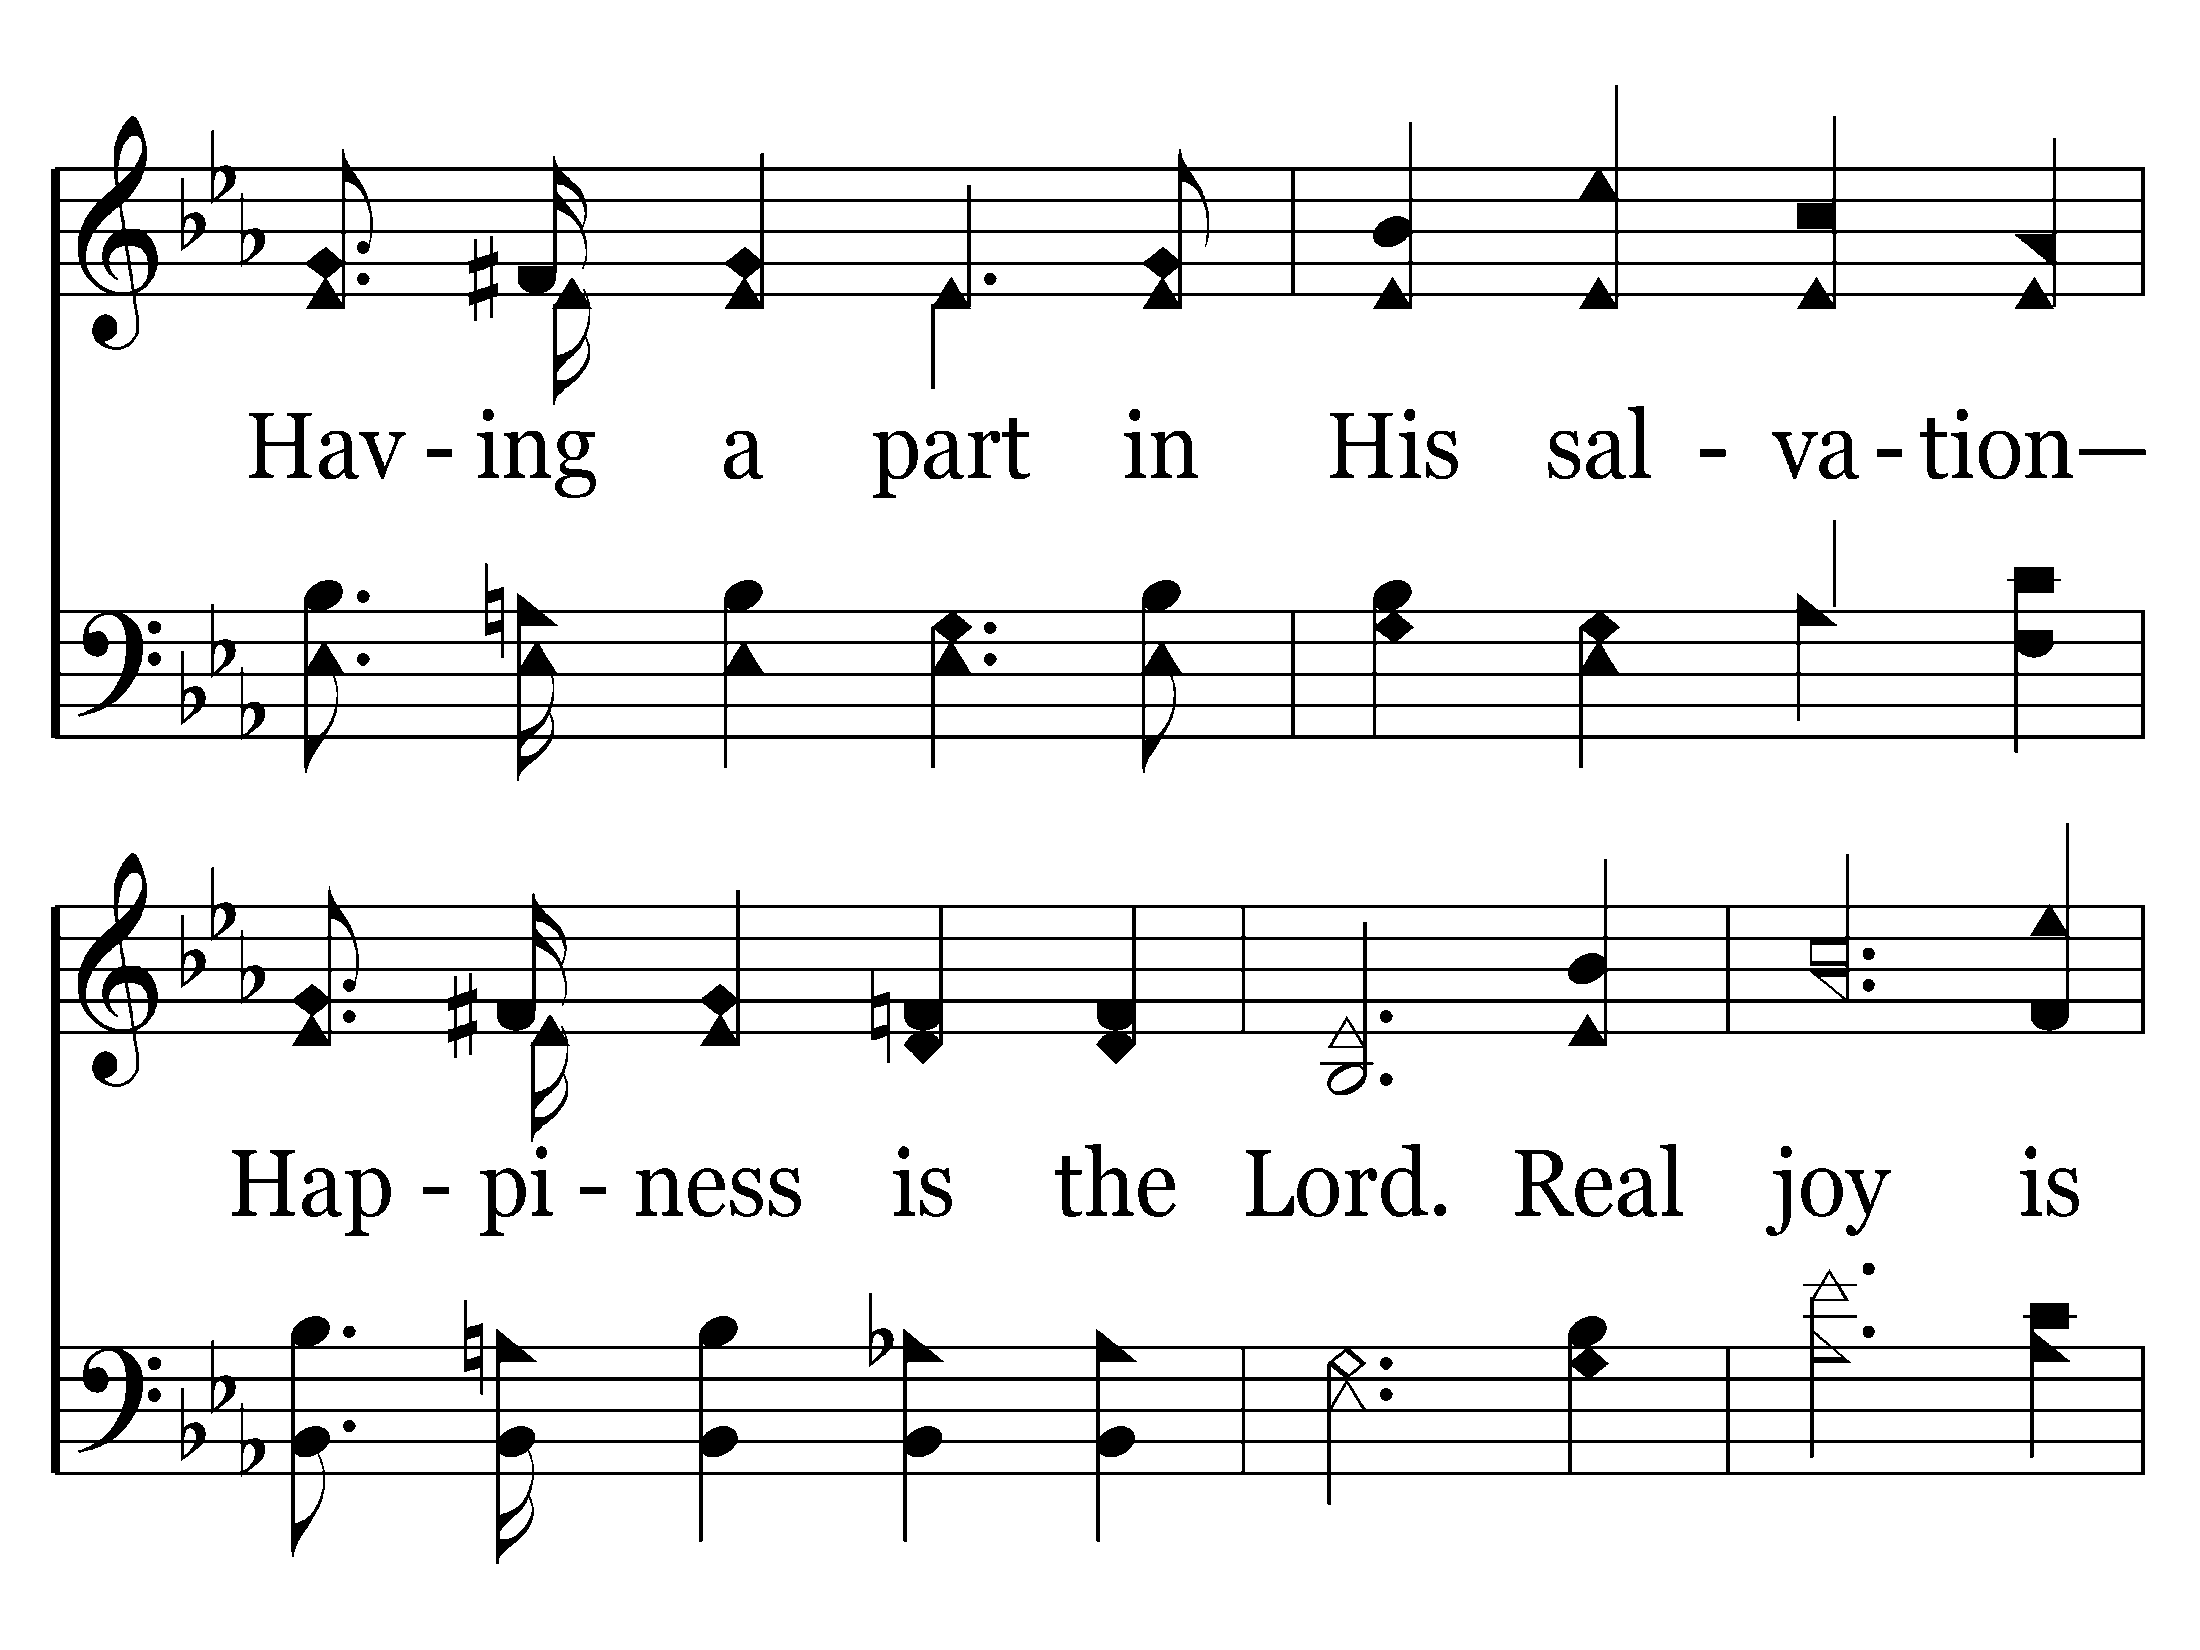 Hav - ing a part in His sal - va - tion—
Hap - pi - ness is the Lord. Real joy is